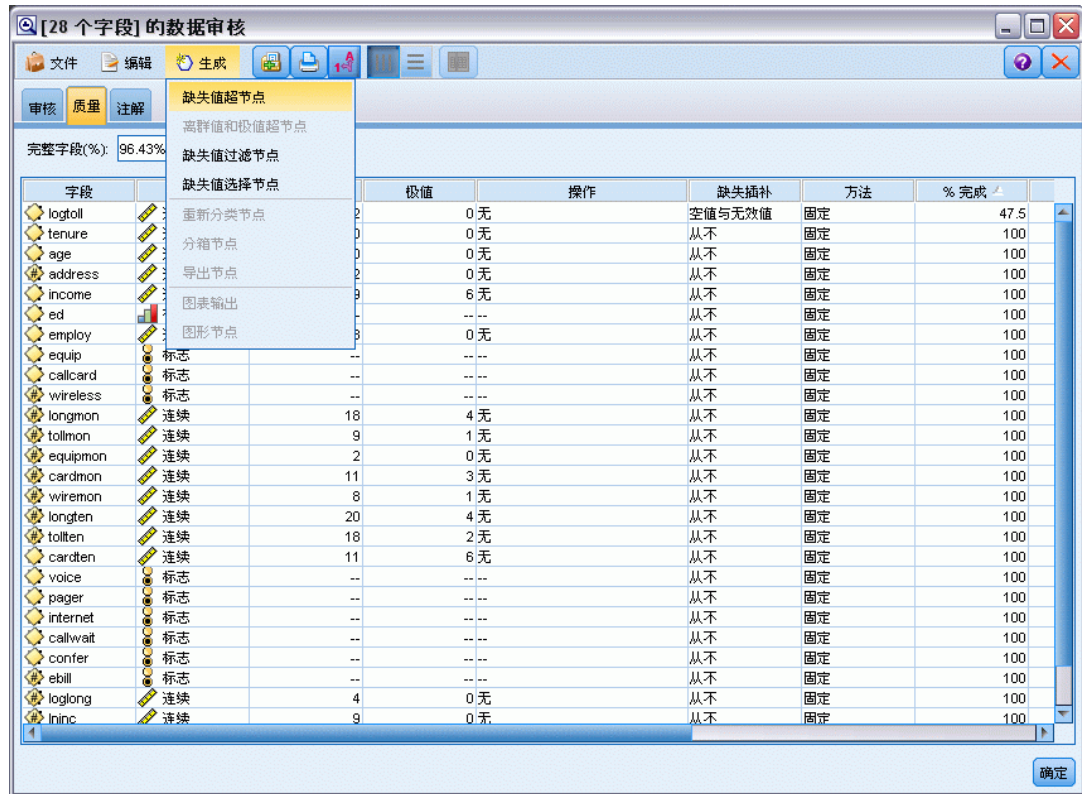 [28 个字段] 的数据审核
文件 编辑 生成
审核 质量 注解
完整字段(%): 96.43%
缺失值超节点
离群值和极值超节点
缺失值过滤节点
缺失值选择节点
重新分类节点
分箱节点
导出节点
图表输出
图形节点
字段 极值 操作 缺失插补 方法 % 完成
logtoll 2 0 无 空值与无效值 固定 47.5
tenure 0 0 无 从不 固定 100
age 0 0 无 从不 固定 100
address 2 0 无 从不 固定 100
income 9 6 无 从不 固定 100
ed - -- -- 从不 固定 100
employ 8 0 无 从不 固定 100
equip 标志 -- -- -- 从不 固定 100
callcard 标志 -- -- -- 从不 固定 100
wireless 标志 -- -- -- 从不 固定 100
longmon 连续 18 4 无 从不 固定 100
tollmon 连续 9 1 无 从不 固定 100
equipmon 连续 2 0 无 从不 固定 100
cardmon 连续 11 3 无 从不 固定 100
wiremon 连续 8 1 无 从不 固定 100
longten 连续 20 4 无 从不 固定 100
tollten 连续 18 2 无 从不 固定 100
cardten 连续 11 6 无 从不 固定 100
voice 标志 -- -- -- 从不 固定 100
pager 标志 -- -- -- 从不 固定 100
internet 标志 -- -- -- 从不 固定 100
callwait 标志 -- -- -- 从不 固定 100
confer 标志 -- -- -- 从不 固定 100
ebill 标志 -- -- -- 从不 固定 100
loglong 连续 4 0 无 从不 固定 100
lninc 连续 9 0 无 从不 固定 100
确定